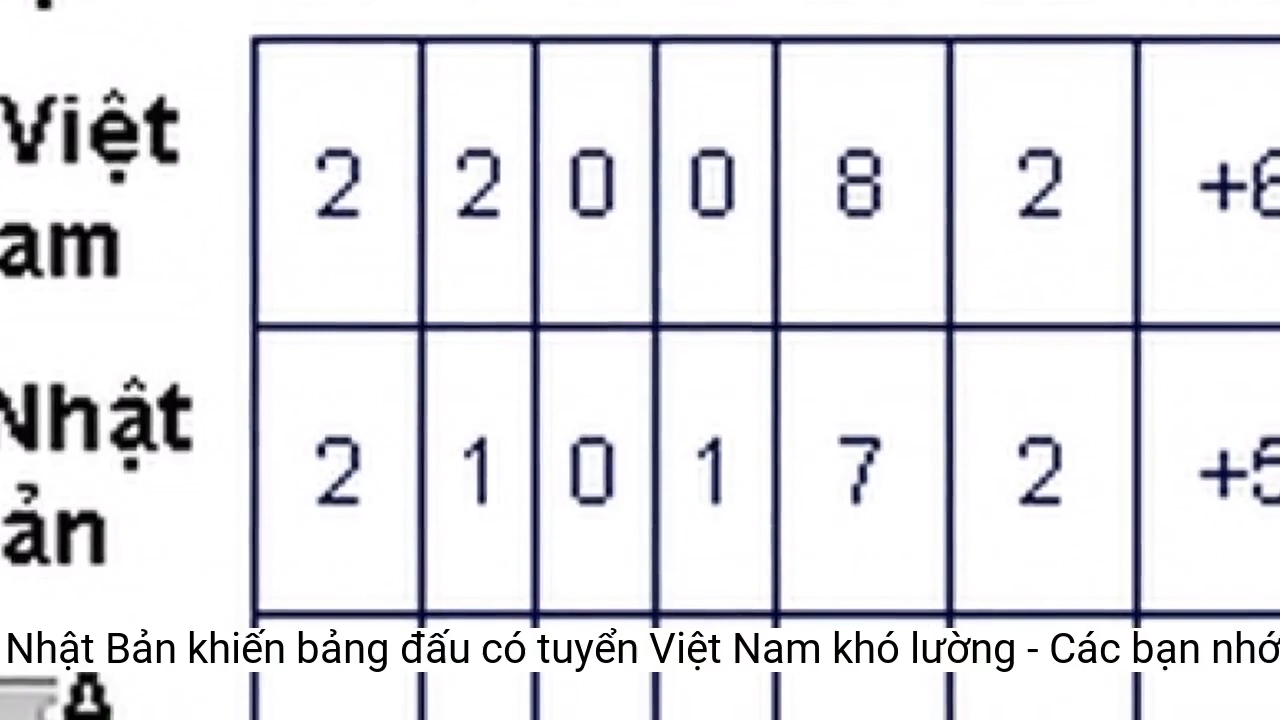 Việt
am
2 2 0 0 8 2 +6
Nhật
ản
2 1 0 1 7 2 +5
Nhật Bản khiến bảng đấu có tuyển Việt Nam khó lường - Các bạn nhớ